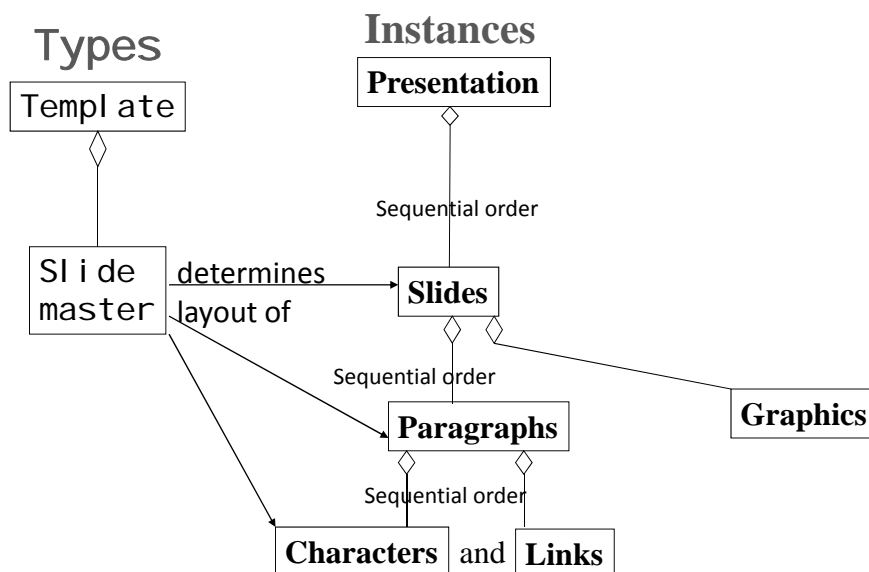 Types
Instances
Template
Presentation
Sequential order
Slide
master
determines
layout of
Slides
Sequential order
Graphics
Paragraphs
Sequential order
Characters and Links